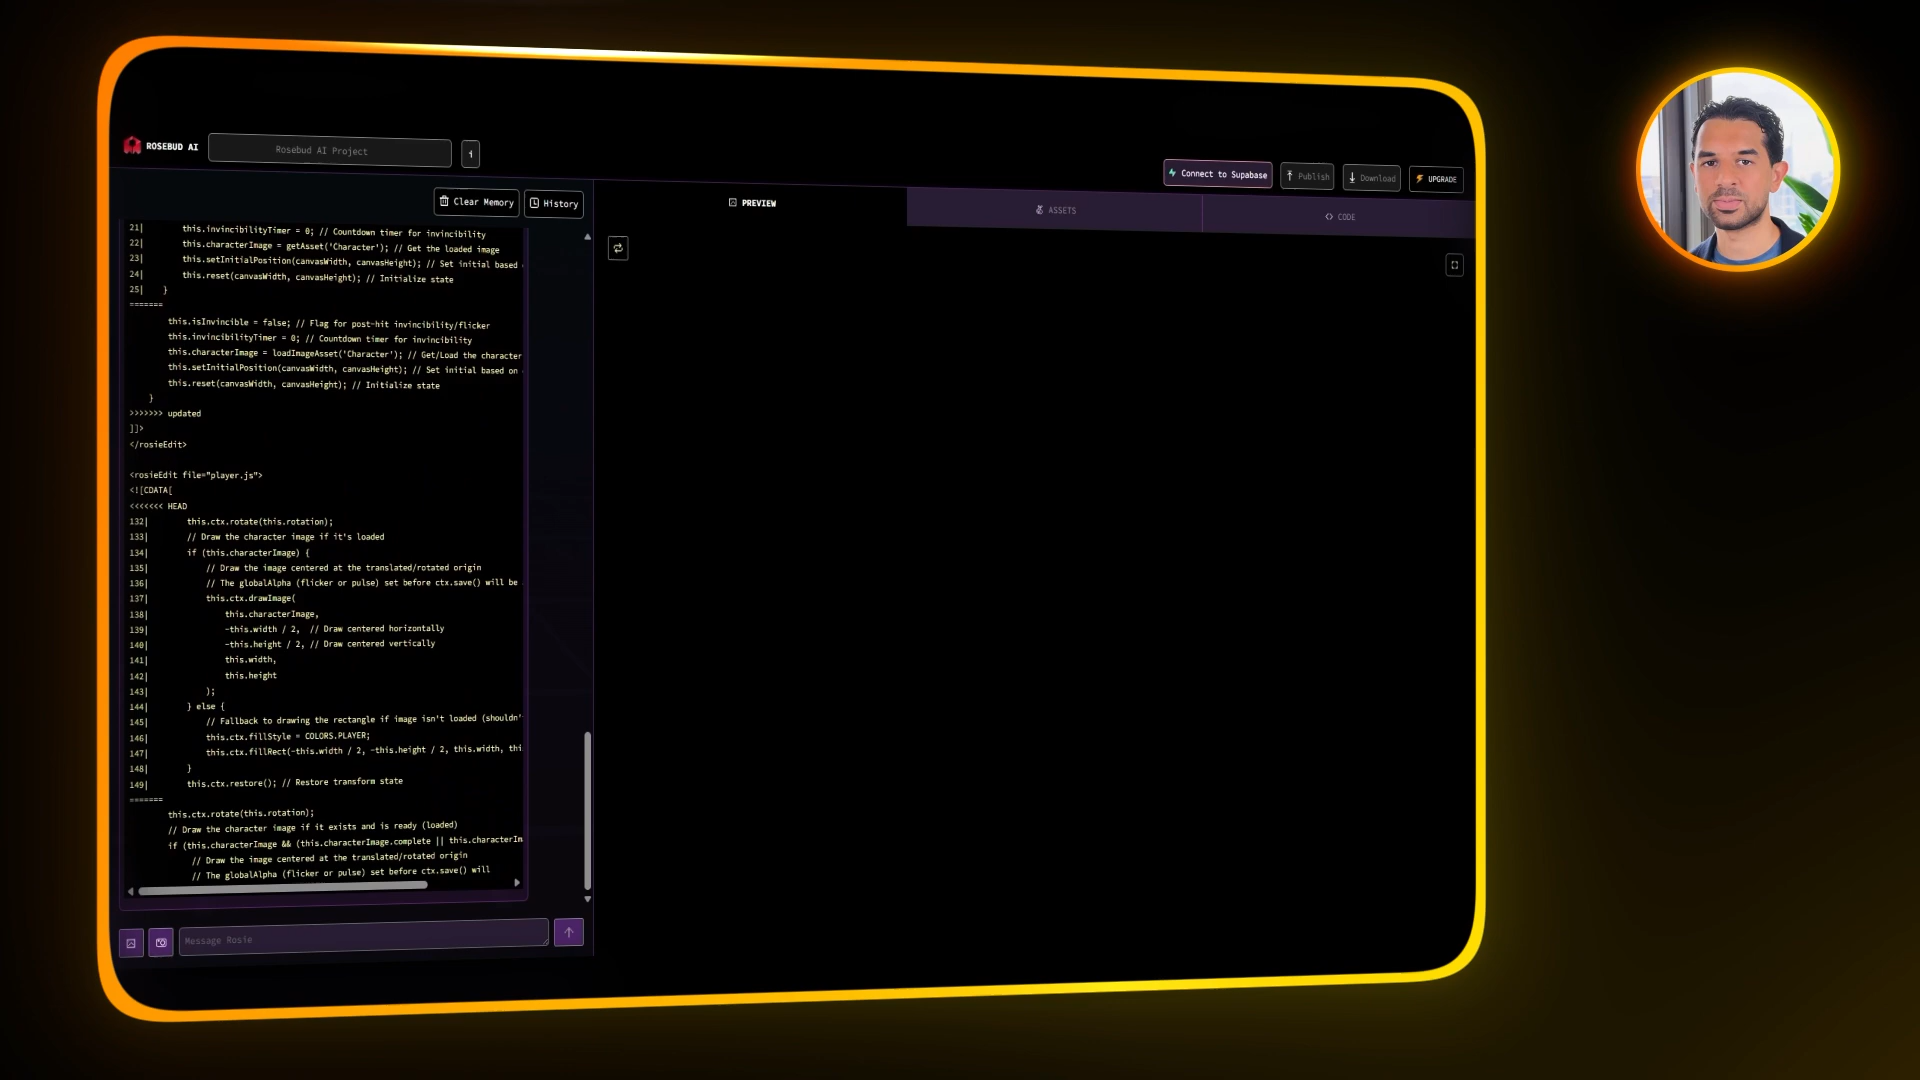 ROSEBUD AI
Rosebud AI Project
i
Connect to Supabase
Publish
Download
UPGRADE
Clear Memory
History
PREVIEW
ASSETS
CODE
21| this.invincibilityTimer = 0; // Countdown timer for invincibility
22| this.characterImage = getAsset('Character'); // Get the loaded image
23| this.setInitialPosition(canvasWidth, canvasHeight); // Set initial based
24| this.reset(canvasWidth, canvasHeight); // Initialize state
25| }
=======
this.isInvincible = false; // Flag for post-hit invincibility/flicker
this.invincibilityTimer = 0; // Countdown timer for invincibility
this.characterImage = loadImageAsset('Character'); // Get/Load the character
this.setInitialPosition(canvasWidth, canvasHeight); // Set initial based on
this.reset(canvasWidth, canvasHeight); // Initialize state
}
>>>>>>> updated
]]>
</rosieEdit>
<rosieEdit file="player.js">
<![CDATA[
<<<<<<< HEAD
132| this.ctx.rotate(this.rotation);
133| // Draw the character image if it's loaded
134| if (this.characterImage) {
135| // Draw the image centered at the translated/rotated origin
136| // The globalAlpha (flicker or pulse) set before ctx.save() will be
137| this.ctx.drawImage(
138| this.characterImage,
139| -this.width / 2, // Draw centered horizontally
140| -this.height / 2, // Draw centered vertically
141| this.width,
142| this.height
143| );
144| } else {
145| // Fallback to drawing the rectangle if image isn't loaded (shouldn'
146| this.ctx.fillStyle = COLORS.PLAYER;
147| this.ctx.fillRect(-this.width / 2, -this.height / 2, this.width, thi
148| }
149| this.ctx.restore(); // Restore transform state
=======
this.ctx.rotate(this.rotation);
// Draw the character image if it exists and is ready (loaded)
if (this.characterImage && (this.characterImage.complete || this.characterIm
// Draw the image centered at the translated/rotated origin
// The globalAlpha (flicker or pulse) set before ctx.save() will
Message Rosie